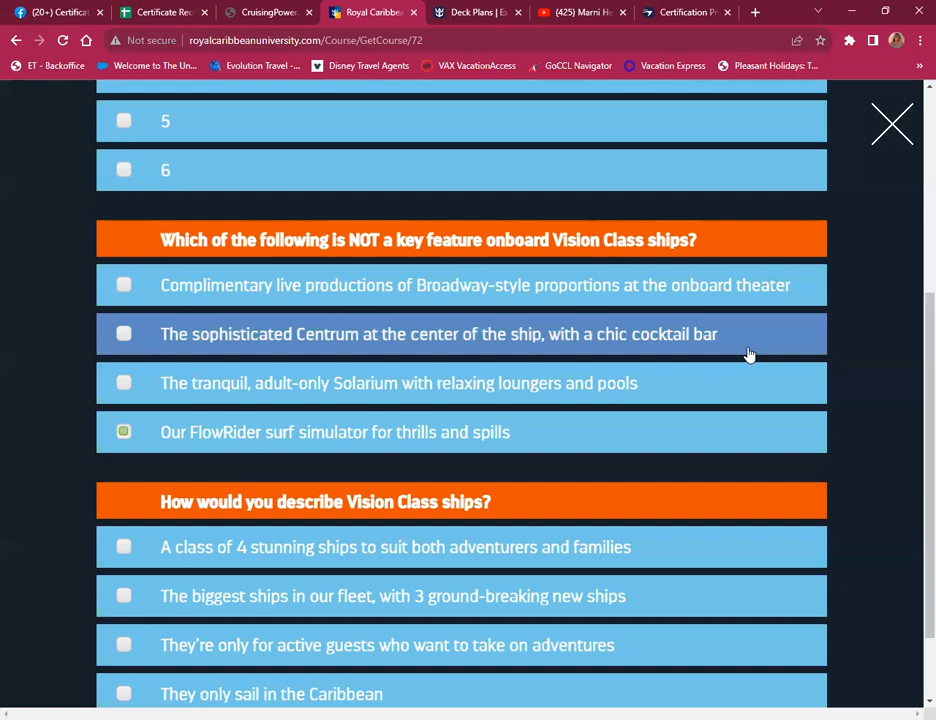 (20+) Certificat
Certificate Rec
CruisingPower.
Royal Caribbea
Deck Plans | Ex
(425) Marni He
Certification Pr
Not secure
royalcaribbeanuniversity.com/Course/GetCourse/72
ET - Backoffice
Welcome to The Un...
Evolution Travel -...
Disney Travel Agents
VAX VacationAccess
GoCCL Navigator
Vacation Express
Pleasant Holidays: T...
»
5
6
Which of the following is NOT a key feature onboard Vision Class ships?
Complimentary live productions of Broadway-style proportions at the onboard theater
The sophisticated Centrum at the center of the ship, with a chic cocktail bar
The tranquil, adult-only Solarium with relaxing loungers and pools
Our FlowRider surf simulator for thrills and spills
How would you describe Vision Class ships?
A class of 4 stunning ships to suit both adventurers and families
The biggest ships in our fleet, with 3 ground-breaking new ships
They're only for active guests who want to take on adventures
They only sail in the Caribbean